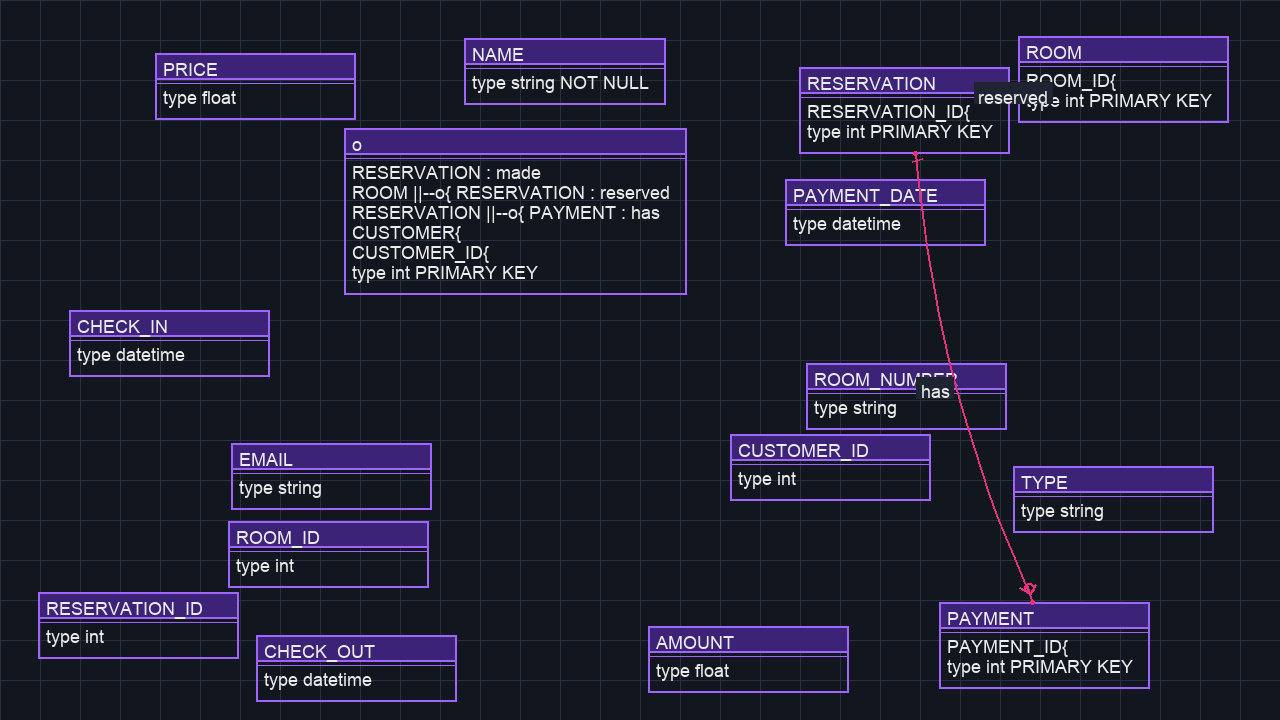 PRICE
type float
NAME
type string NOT NULL
RESERVATION
RESERVATION_ID{
type int PRIMARY KEY
reserved
ROOM
ROOM_ID{
type int PRIMARY KEY
o
RESERVATION : made
ROOM ||--o{ RESERVATION : reserved
RESERVATION ||--o{ PAYMENT : has
CUSTOMER{
CUSTOMER_ID{
type int PRIMARY KEY
PAYMENT_DATE
type datetime
CHECK_IN
type datetime
ROOM_NUMBER
has
type string
CUSTOMER_ID
type int
EMAIL
type string
TYPE
type string
ROOM_ID
type int
RESERVATION_ID
type int
CHECK_OUT
type datetime
AMOUNT
type float
PAYMENT
PAYMENT_ID{
type int PRIMARY KEY